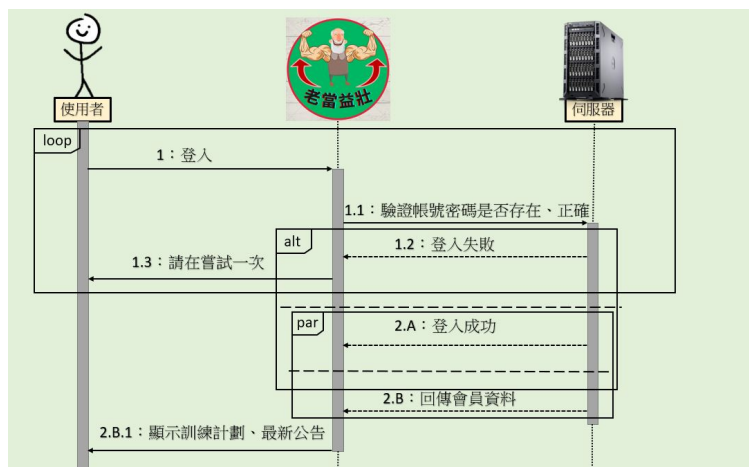 老當益壯
使用者
伺服器
loop
1：登入
1.1：驗證帳號密碼是否存在、正確
alt
1.2：登入失敗
1.3：請在嘗試一次
par
2.A：登入成功
2.B：回傳會員資料
2.B.1：顯示訓練計劃、最新公告